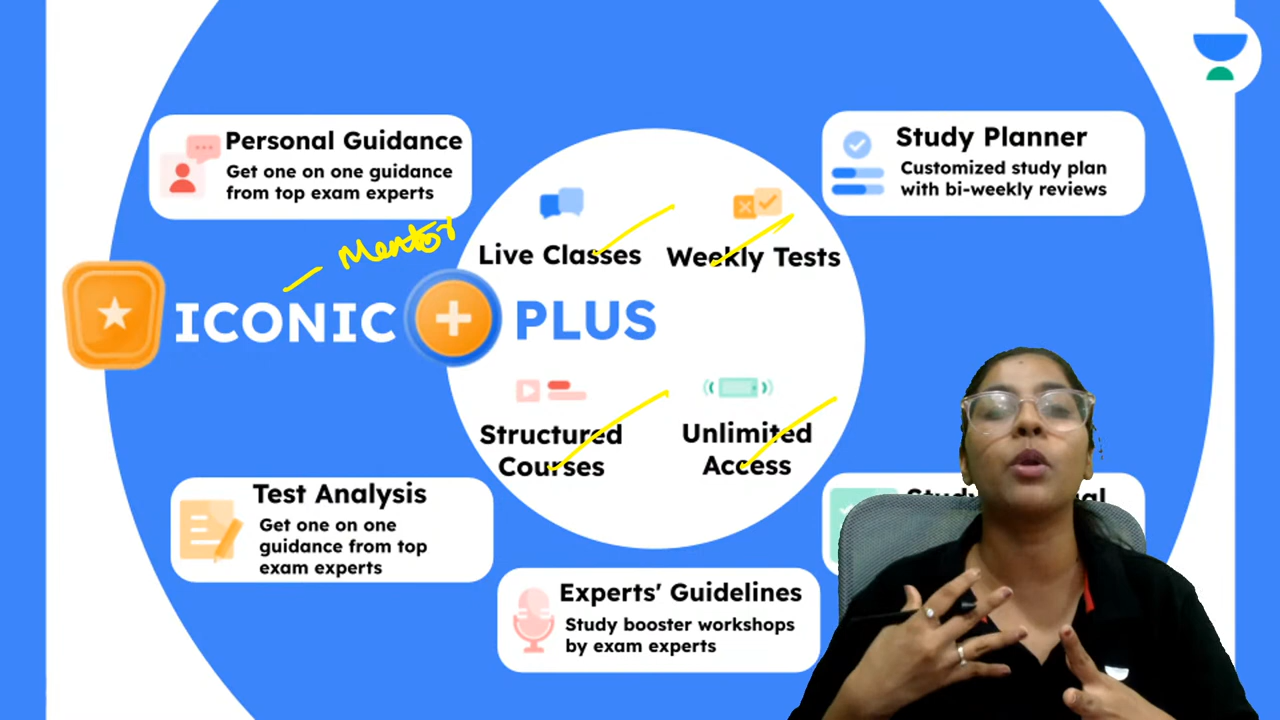 Personal Guidance
Get one on one guidance
from top exam experts
Study Planner
Customized study plan
with bi-weekly reviews
Mentor
Live Classes
Weekly Tests
ICONIC
PLUS
Structured
Courses
Unlimited
Access
Test Analysis
Get one on one
guidance from top
exam experts
Experts' Guidelines
Study booster workshops
by exam experts